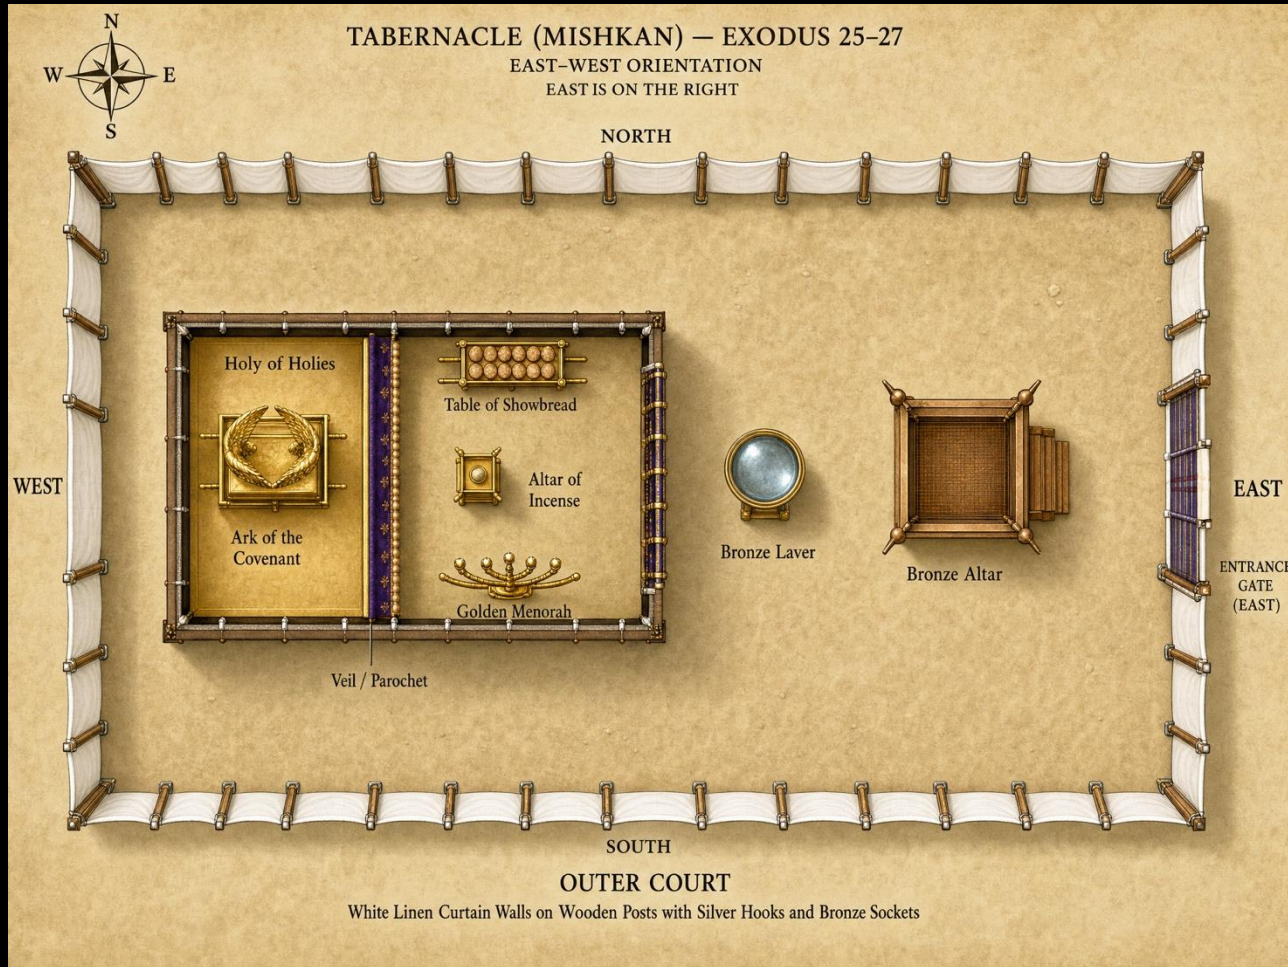 N
W E
S
TABERNACLE (MISHKAN) — EXODUS 25–27
EAST–WEST ORIENTATION
EAST IS ON THE RIGHT
NORTH
Holy of Holies
Table of Showbread
Altar of
Incense
Ark of the
Covenant
Golden Menorah
Veil / Parochet
Bronze Laver
Bronze Altar
WEST
EAST
ENTRANCE
GATE
(EAST)
SOUTH
OUTER COURT
White Linen Curtain Walls on Wooden Posts with Silver Hooks and Bronze Sockets